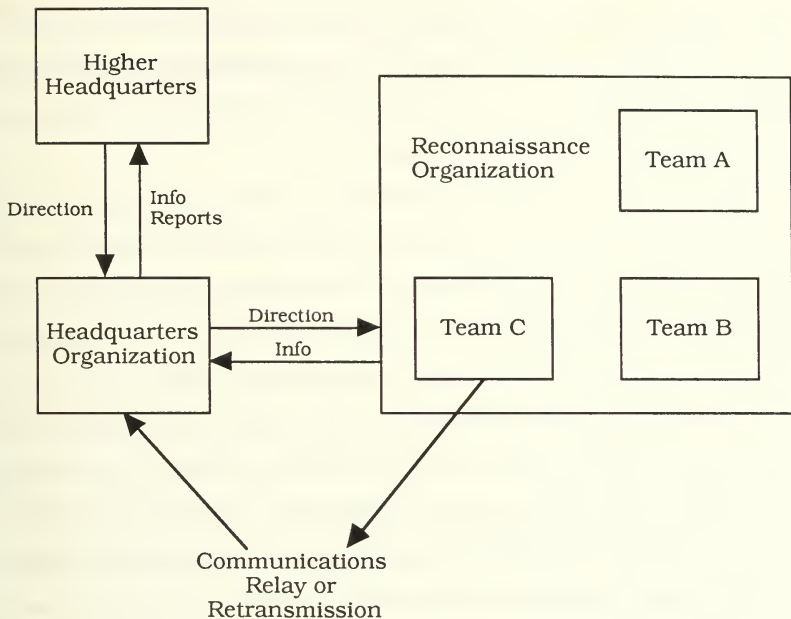 Higher
Headquarters
Direction
Info
Reports
Reconnaissance
Organization
Team A
Headquarters
Organization
Direction
Info
Team C
Team B
Communications
Relay or
Retransmission